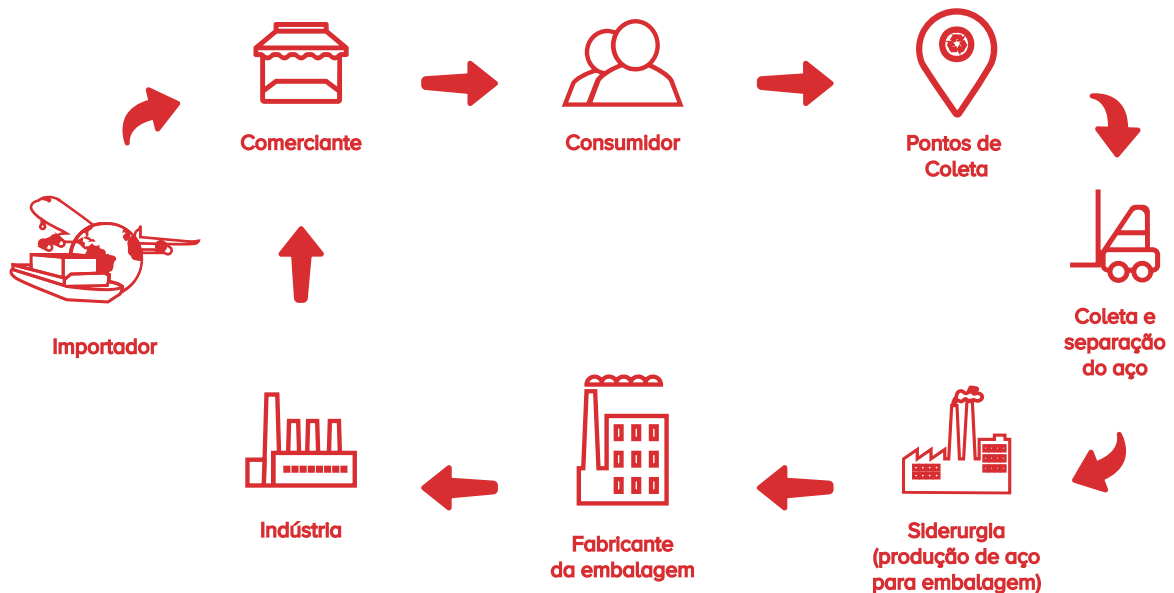 Comerciante
Consumidor
Pontos de
Coleta
Importador
Coleta e
separação
do aço
Indústria
Fabricante
da embalagem
Siderurgia
(produção de aço
para embalagem)